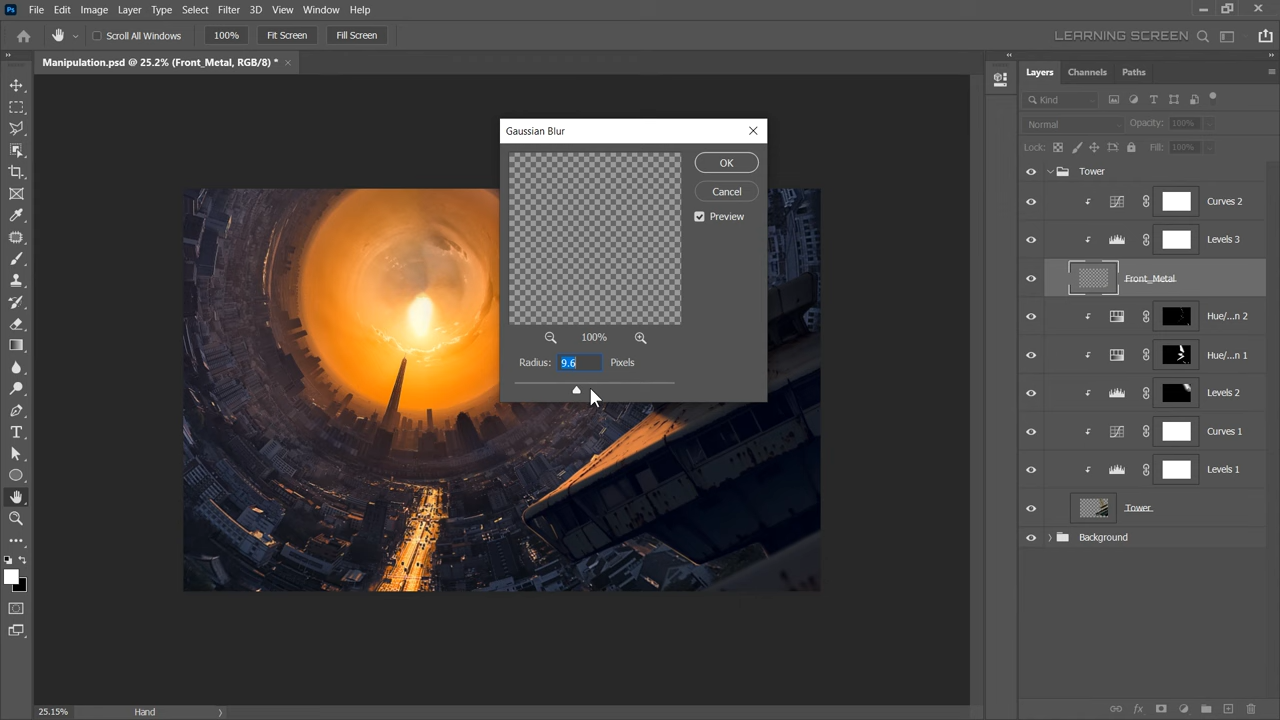 Ps File Edit Image Layer Type Select Filter 3D View Window Help
Scroll All Windows 100% Fit Screen Fill Screen LEARNING SCREEN
Manipulation.psd @ 25.2% (Front_Metal, RGB/8) *
Layers Channels Paths
Kind
Normal Opacity: 100%
Lock: Fill: 100%
Tower
Curves 2
Levels 3
Front_Metal
Hue/...n 2
Hue/...n 1
Levels 2
Curves 1
Levels 1
Tower
Background
Gaussian Blur
OK
Cancel
Preview
100%
Radius: 9.6 Pixels
25.15% Hand